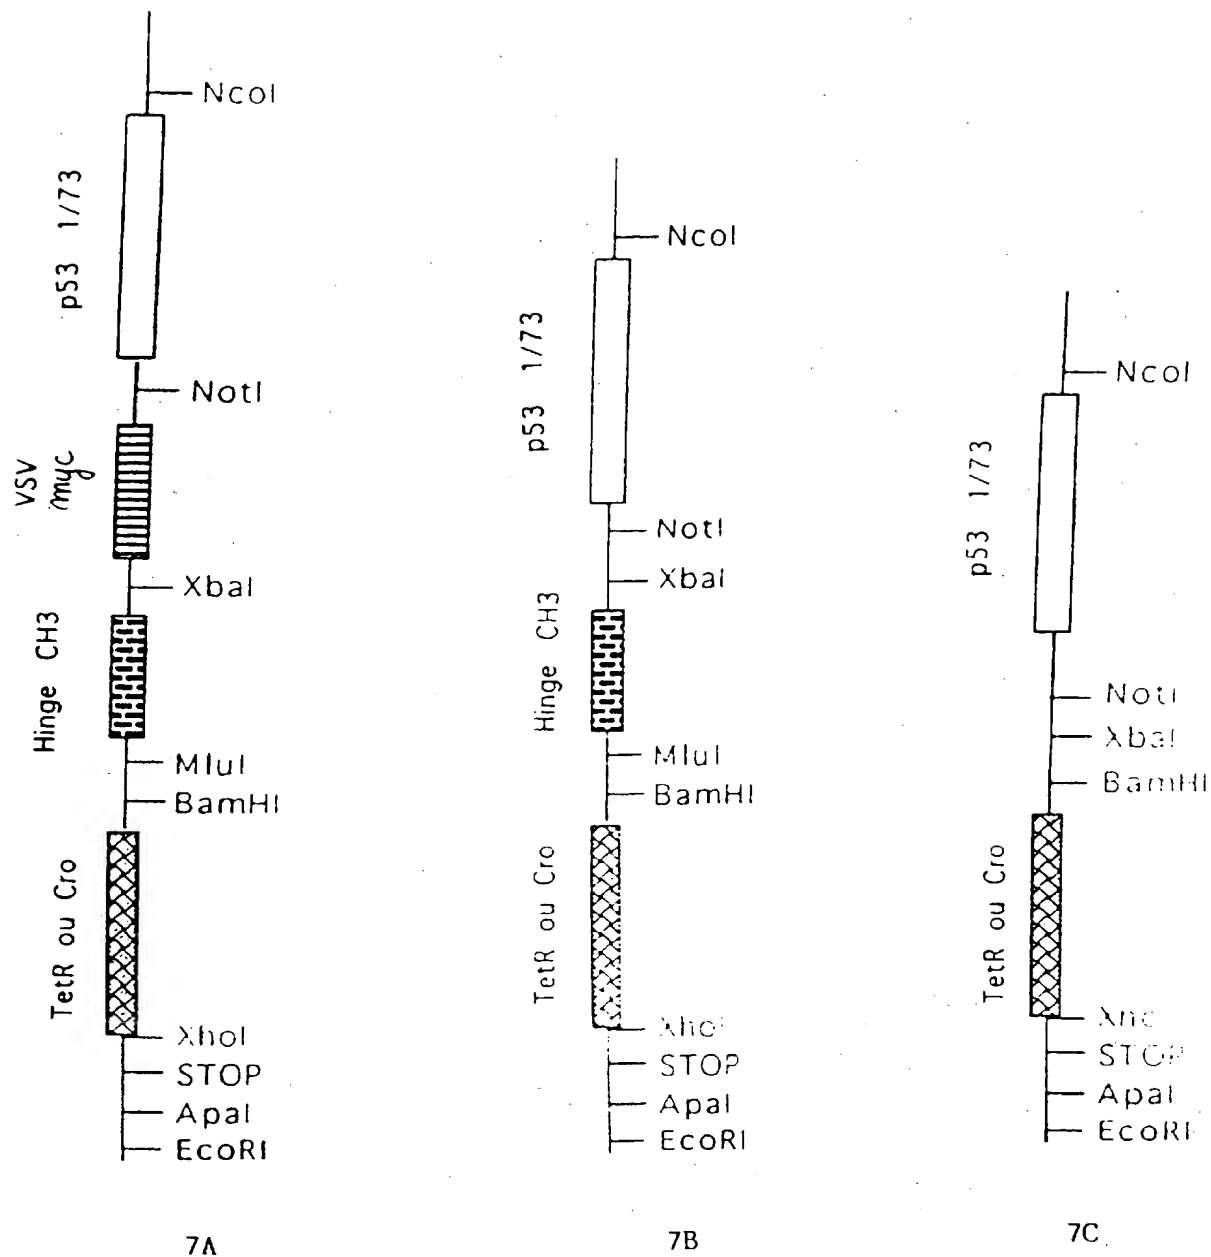 NcoI
p53 1/73
NotI
VSV
myc
XbaI
Hinge CH3
MluI
BamHI
TetR ou Cro
XhoI
STOP
ApaI
EcoRI
7A
NcoI
p53 1/73
NotI
XbaI
Hinge CH3
MluI
BamHI
TetR ou Cro
XhoI
STOP
ApaI
EcoRI
7B
NcoI
p53 1/73
NotI
XbaI
BamHI
TetR ou Cro
STOP
ApaI
EcoRI
7C